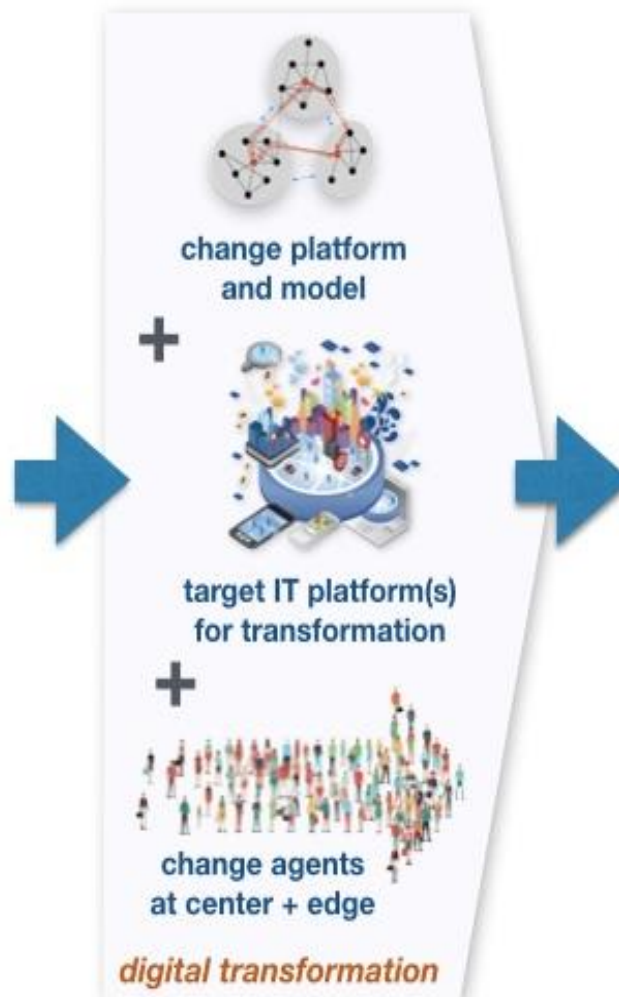 change platform
and model
+
target IT platform(s)
for transformation
+
change agents
at center + edge
digital transformation